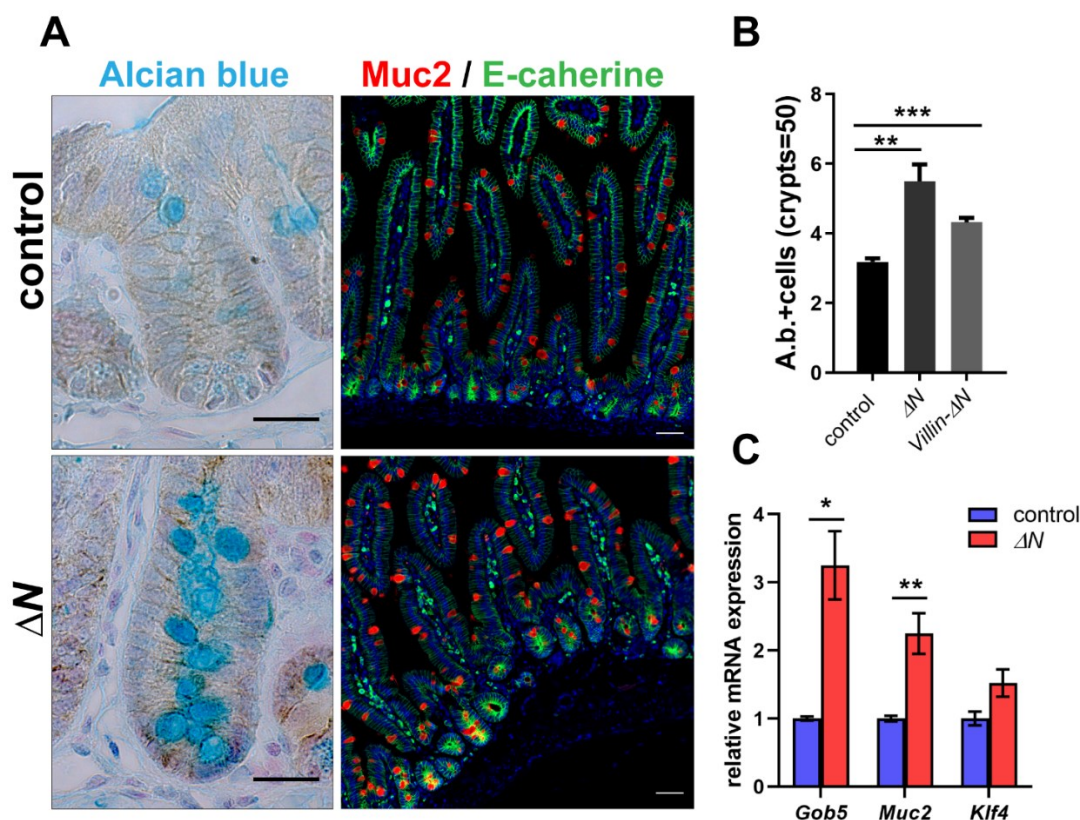 A
Alcian blue
Muc2 / E-caherine
control
ΔN
B
A.b.+cells (crypts=50)
8
6
4
2
0
***
**
control
ΔN
Villin-ΔN
C
relative mRNA expression
4
3
2
1
0
*
**
control
ΔN
Gob5 Muc2 Klf4